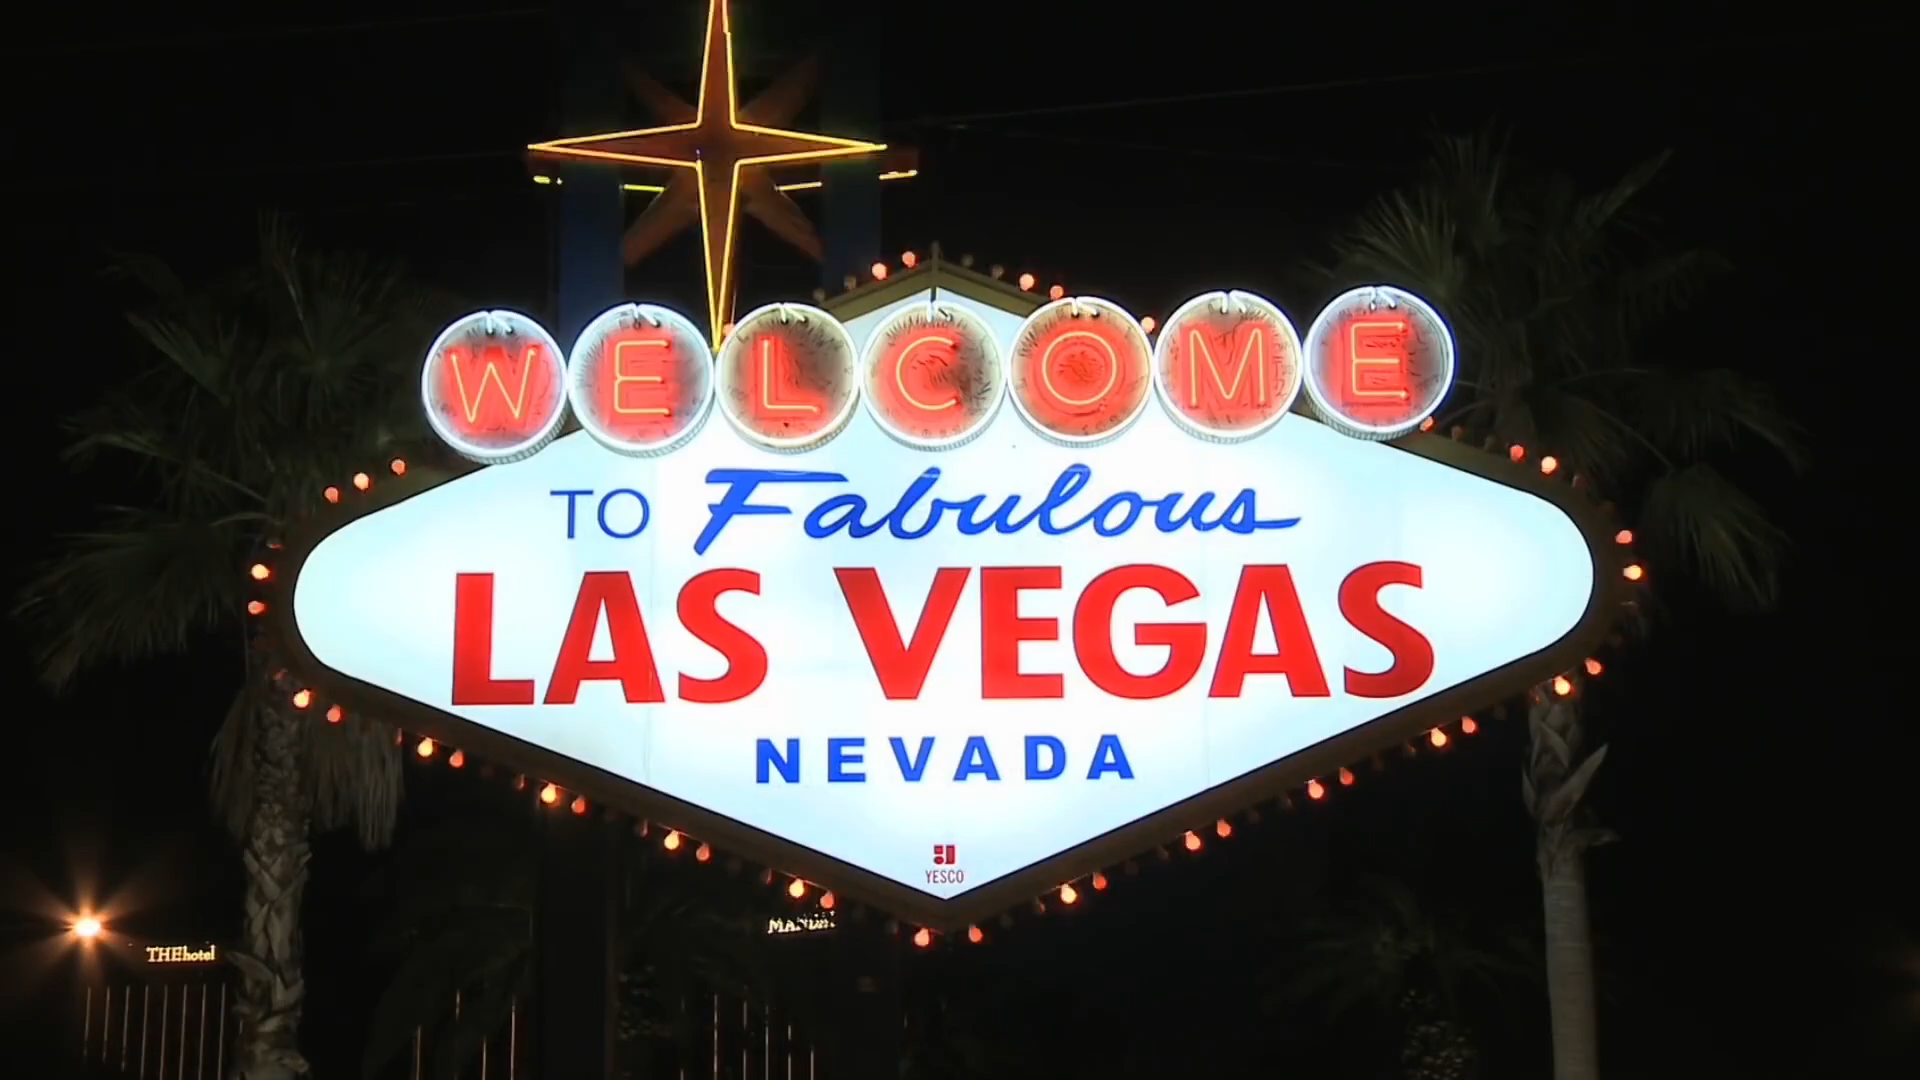 WELCOME
TO Fabulous
LAS VEGAS
NEVADA
YESCO
THEhotel